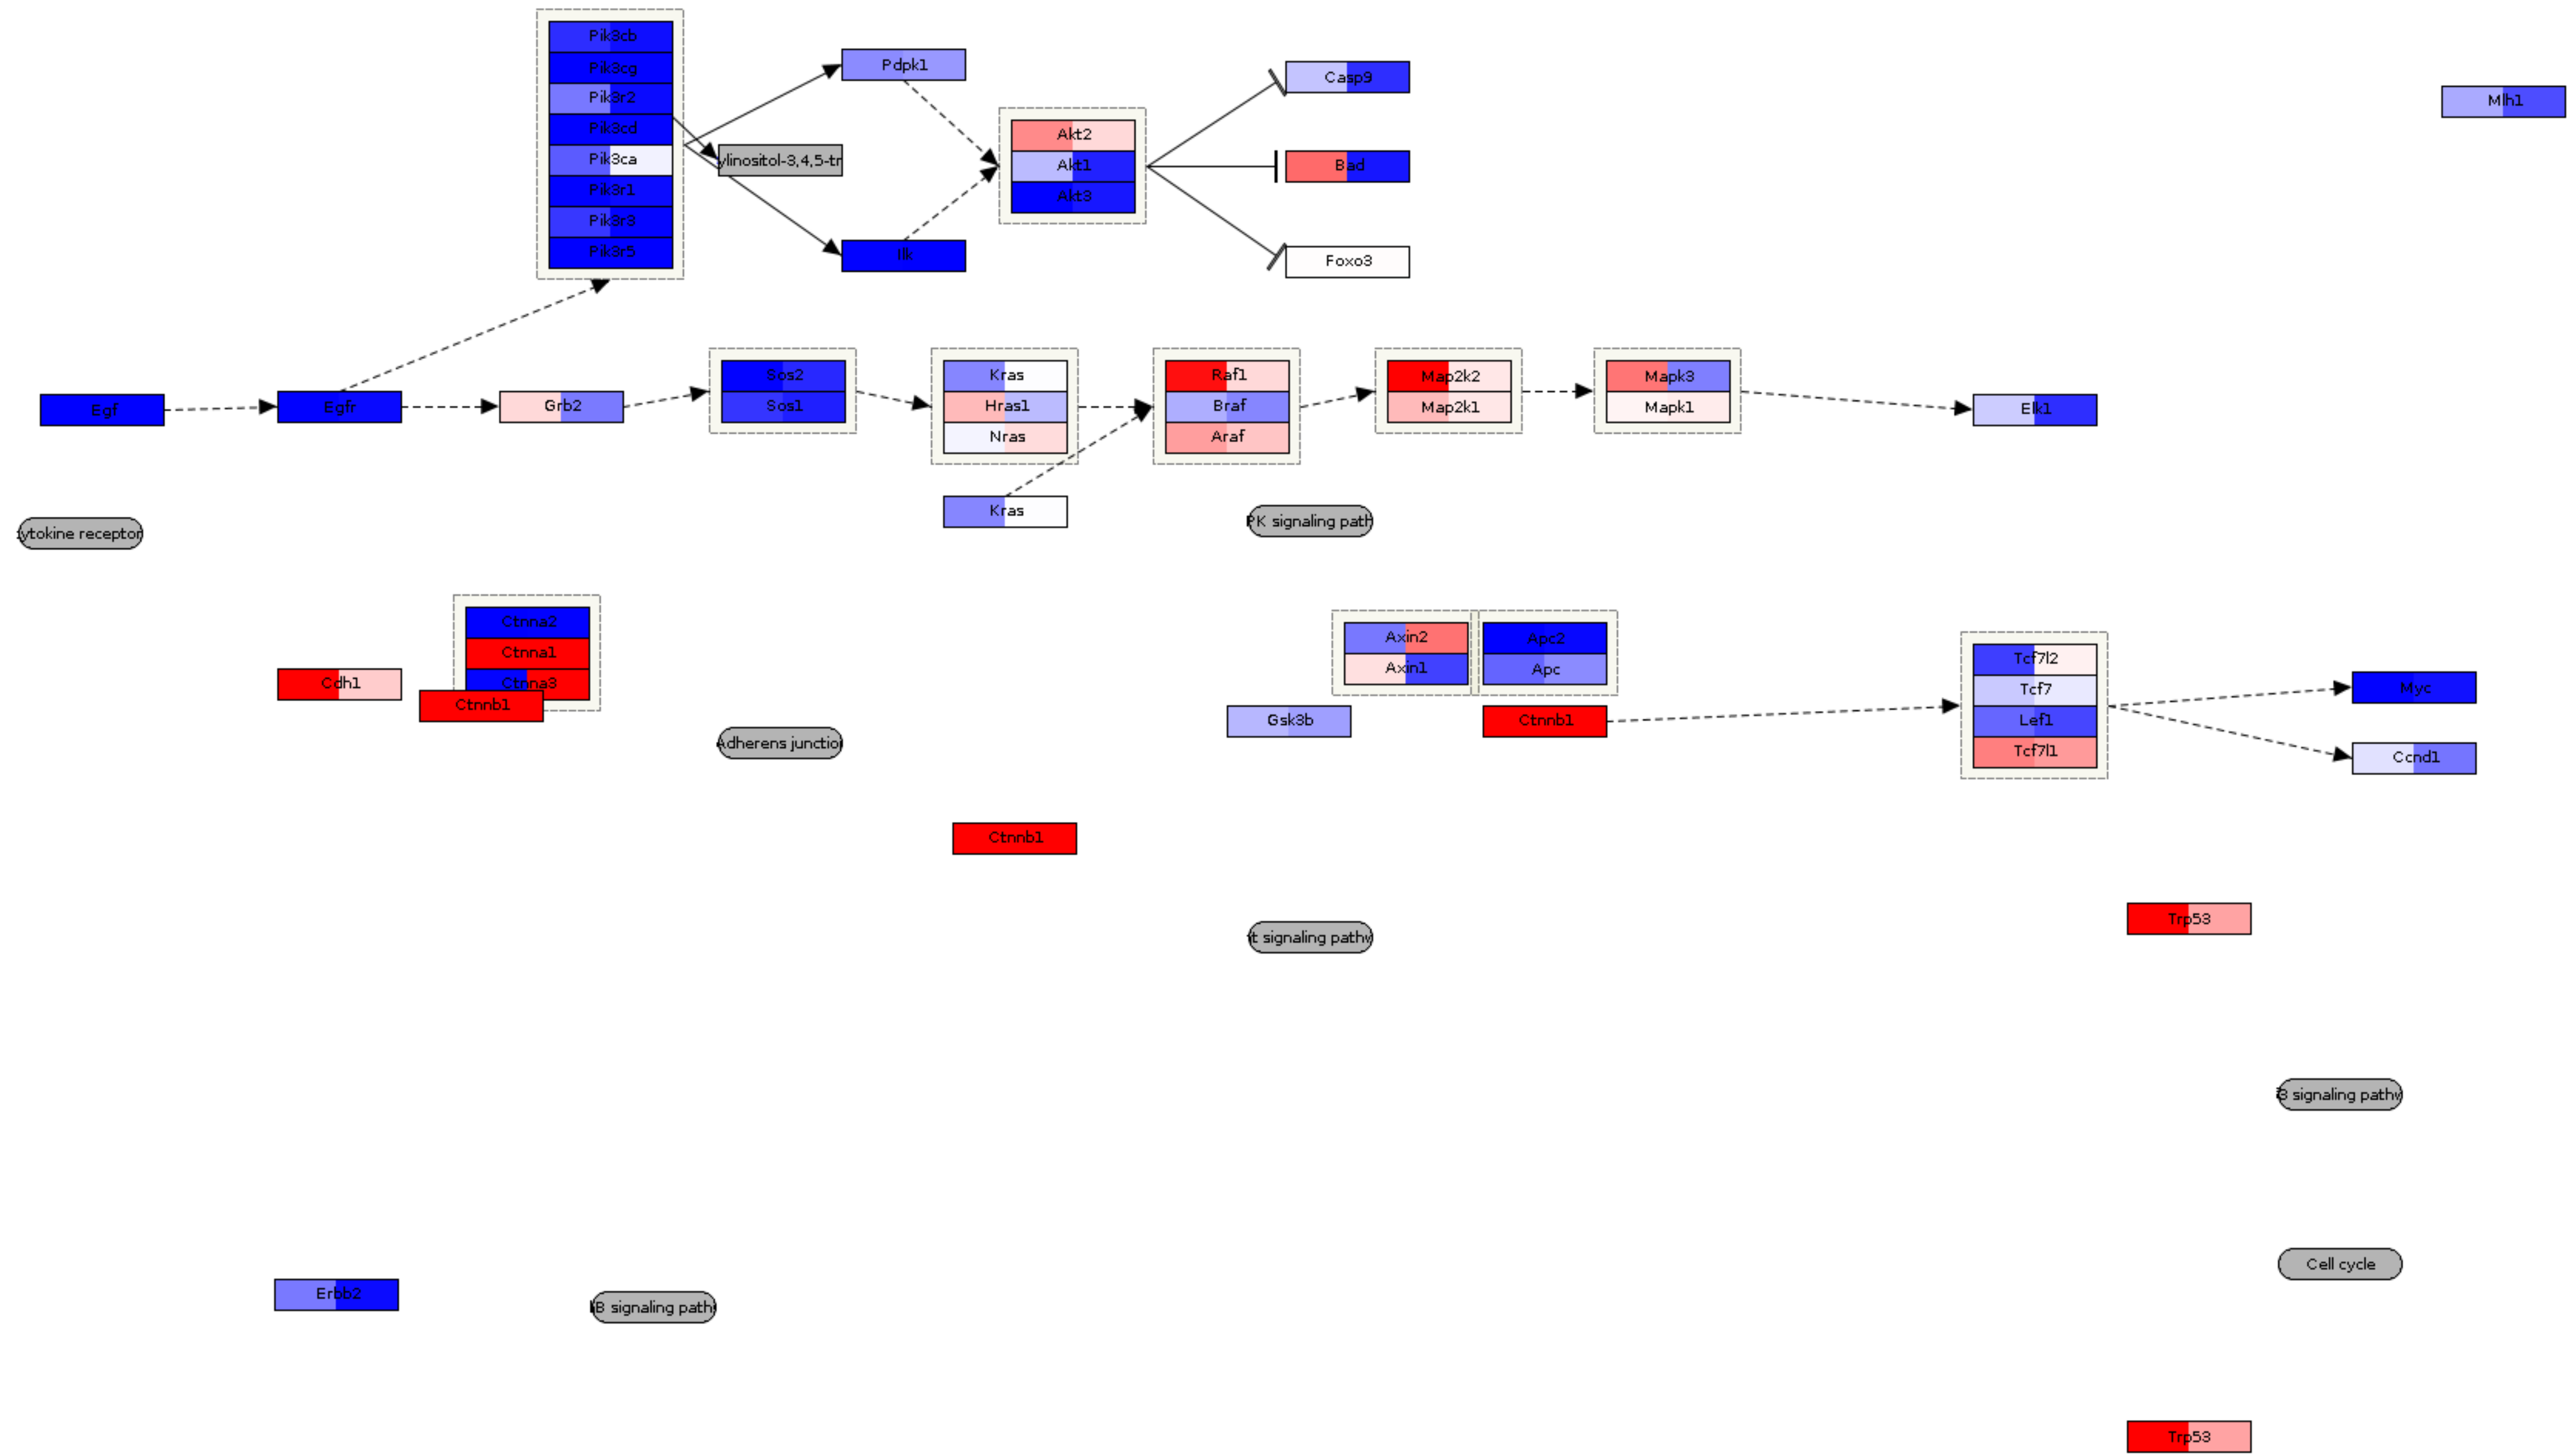 Pik3cb
Pik3cg
Pik3r2
Pik3cd
Pik3ca
Pik3r1
Pik3r3
Pik3r5
Pdpk1
ylinositol-3,4,5-tr
Ilk
Akt2
Akt1
Akt3
Casp9
Bad
Foxo3
Mlh1
Egf
Egfr
Grb2
Sos2
Sos1
Kras
Hras1
Nras
Kras
Raf1
Braf
Araf
Map2k2
Map2k1
Mapk3
Mapk1
Elk1
ytokine receptor
PK signaling path
Ctnna2
Ctnna1
Ctnna3
Cdh1
Ctnnb1
Adherens junctio
Axin2
Axin1
Apc2
Apc
Gsk3b
Ctnnb1
Tcf7l2
Tcf7
Lef1
Tcf7l1
Myc
Ccnd1
Ctnnb1
t signaling pathw
Trp53
3 signaling pathw
Cell cycle
Erbb2
B signaling path
Trp53